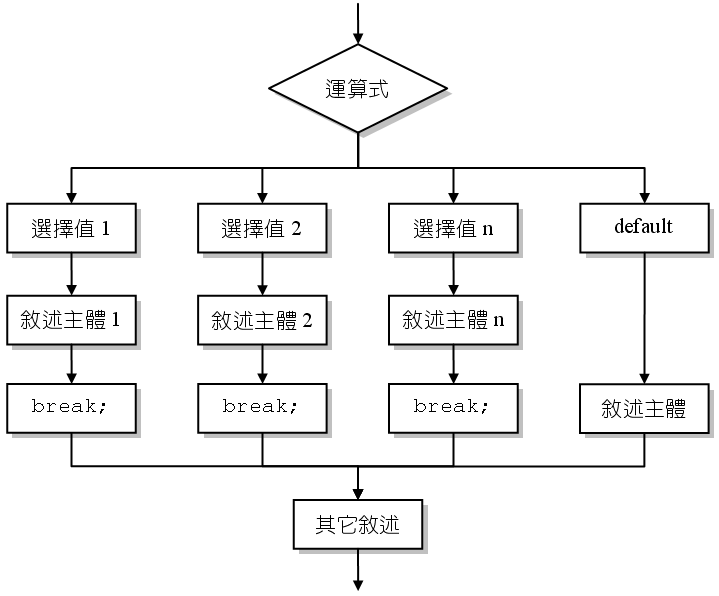 運算式
選擇值 1
選擇值 2
選擇值 n
default
敘述主體 1
敘述主體 2
敘述主體 n
break;
break;
break;
敘述主體
其它敘述